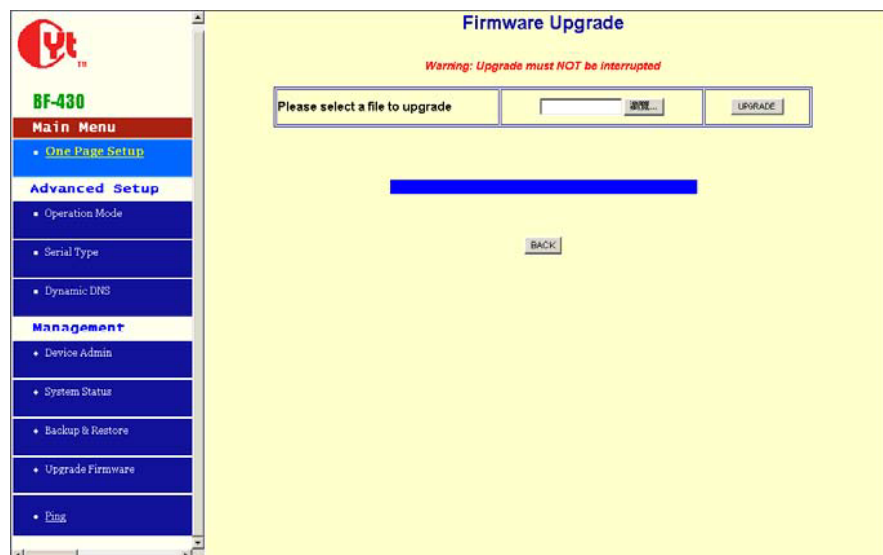 Yt
TM
BF-430
Main Menu
One Page Setup
Advanced Setup
Operation Mode
Serial Type
Dynamic DNS
Management
Device Admin
System Status
Backup & Restore
Upgrade Firmware
Ping
Firmware Upgrade
Warning: Upgrade must NOT be interrupted
Please select a file to upgrade
瀏覽...
UPGRADE
BACK